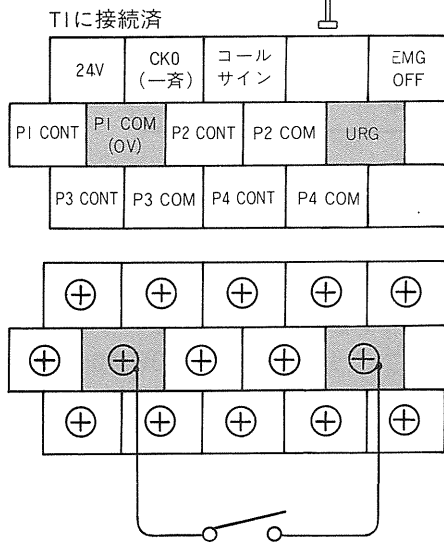 T1に接続済
24V CK0 コール EMG
(一斉) サイン OFF
P1 CONT P1 COM P2 CONT P2 COM URG
(0V)
P3 CONT P3 COM P4 CONT P4 COM